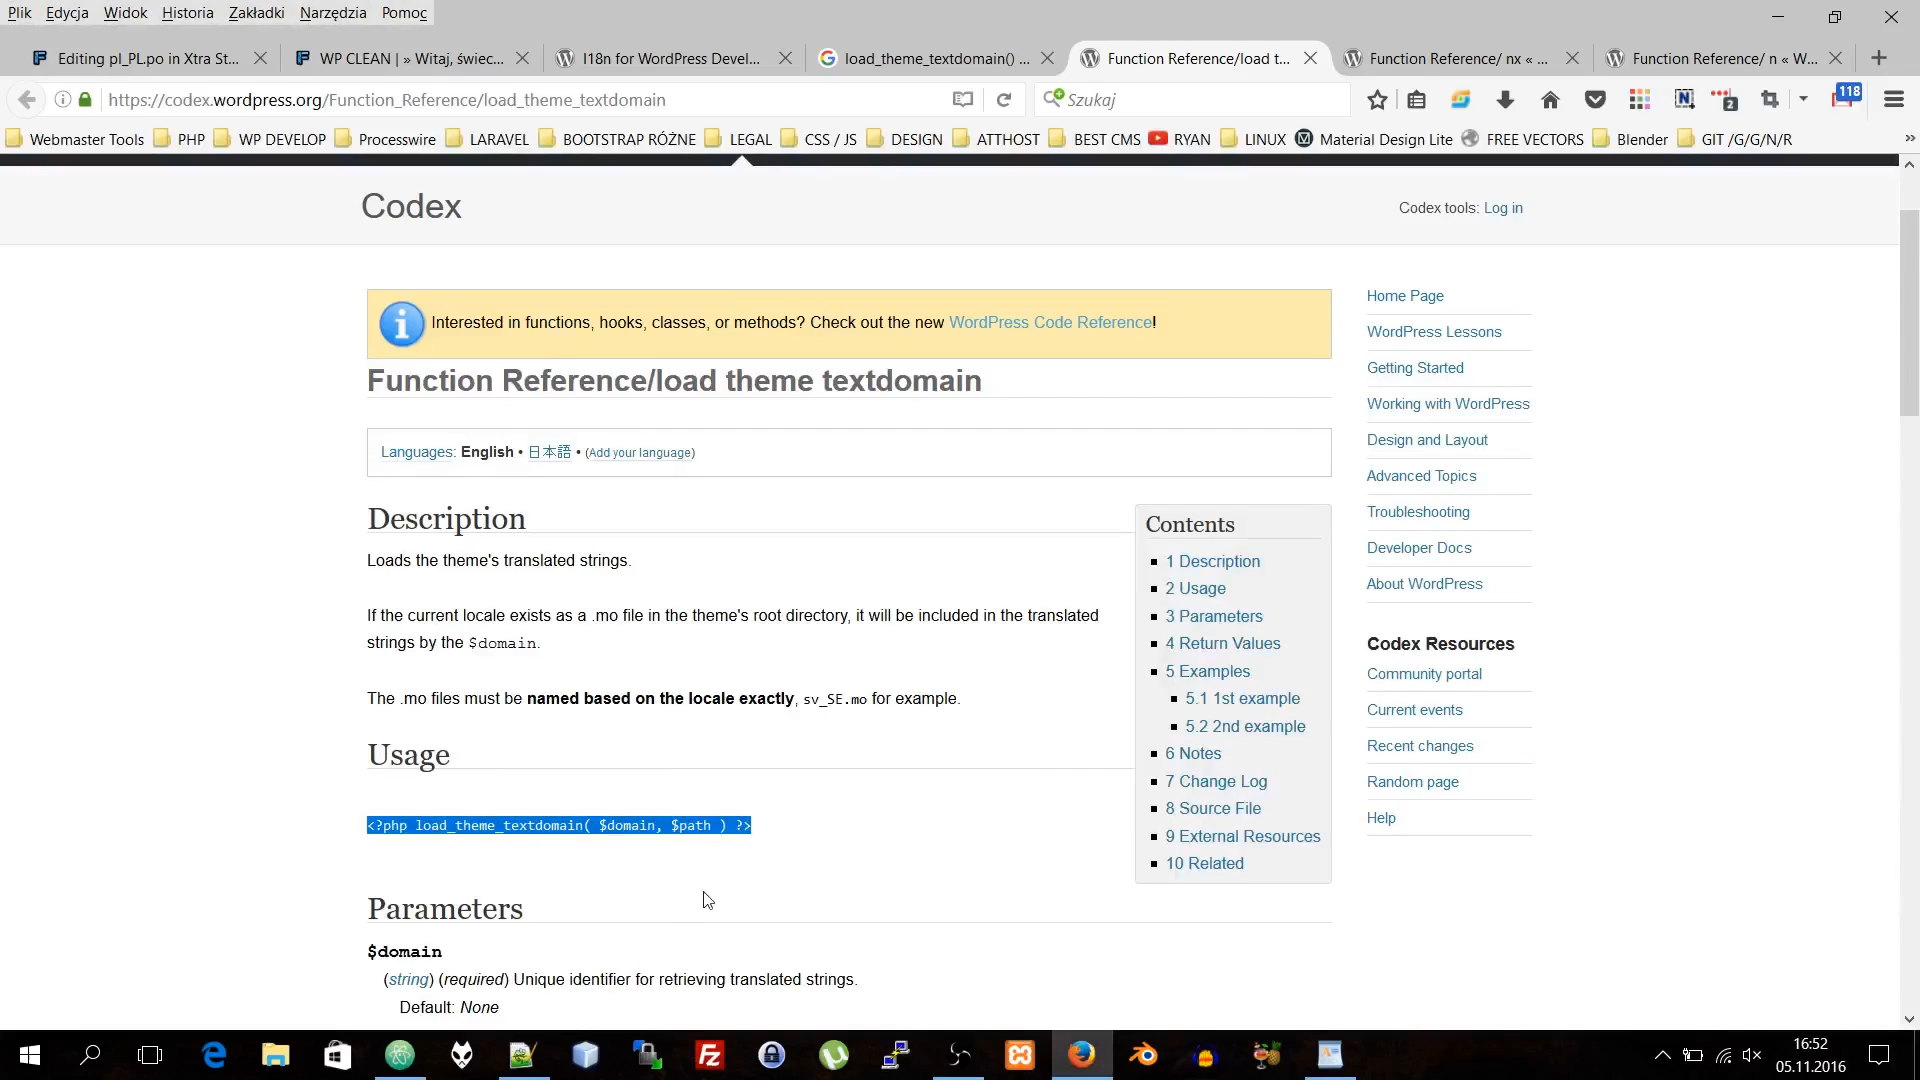 Plik Edycja Widok Historia Zakładki Narzędzia Pomoc
Editing pl_PL.po in Xtra St...
WP CLEAN | » Witaj, świec...
I18n for WordPress Devel...
load_theme_textdomain() ...
Function Reference/load t...
Function Reference/ nx « ...
Function Reference/ n « W...
https://codex.wordpress.org/Function_Reference/load_theme_textdomain
Szukaj
2
118
Webmaster Tools PHP WP DEVELOP Processwire LARAVEL BOOTSTRAP RÓŻNE LEGAL CSS / JS DESIGN ATTHOST BEST CMS RYAN LINUX Material Design Lite FREE VECTORS Blender GIT /G/G/N/R »
Codex
Codex tools: Log in
Interested in functions, hooks, classes, or methods? Check out the new WordPress Code Reference!
Function Reference/load theme textdomain
Languages: English • 日本語 • (Add your language)
Description
Loads the theme's translated strings.
If the current locale exists as a .mo file in the theme's root directory, it will be included in the translated
strings by the $domain.
The .mo files must be named based on the locale exactly, sv_SE.mo for example.
Usage
<?php load_theme_textdomain( $domain, $path ) ?>
Parameters
$domain
(string) (required) Unique identifier for retrieving translated strings.
Default: None
Contents
1 Description
2 Usage
3 Parameters
4 Return Values
5 Examples
5.1 1st example
5.2 2nd example
6 Notes
7 Change Log
8 Source File
9 External Resources
10 Related
Home Page
WordPress Lessons
Getting Started
Working with WordPress
Design and Layout
Advanced Topics
Troubleshooting
Developer Docs
About WordPress
Codex Resources
Community portal
Current events
Recent changes
Random page
Help
16:52
05.11.2016